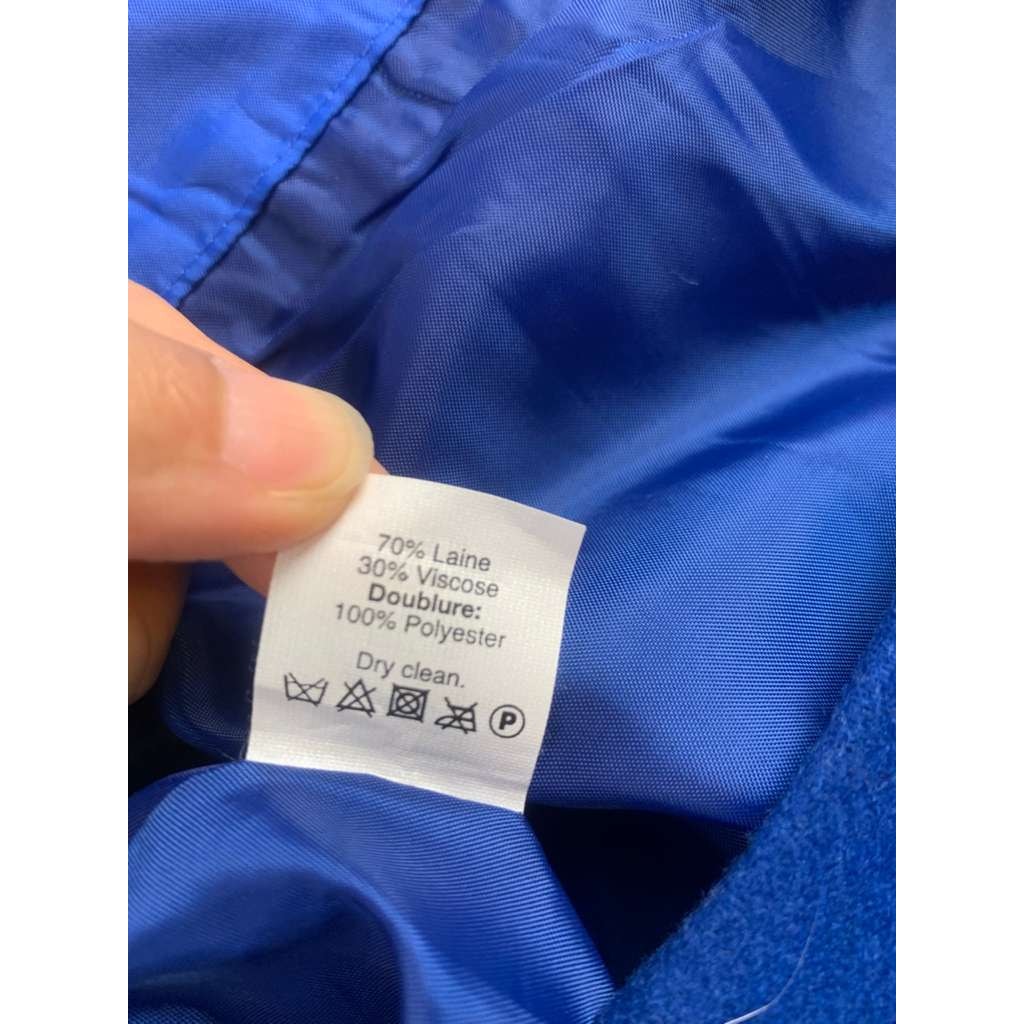 70% Laine
30% Viscose
Doublure:
100% Polyester
Dry clean.
P